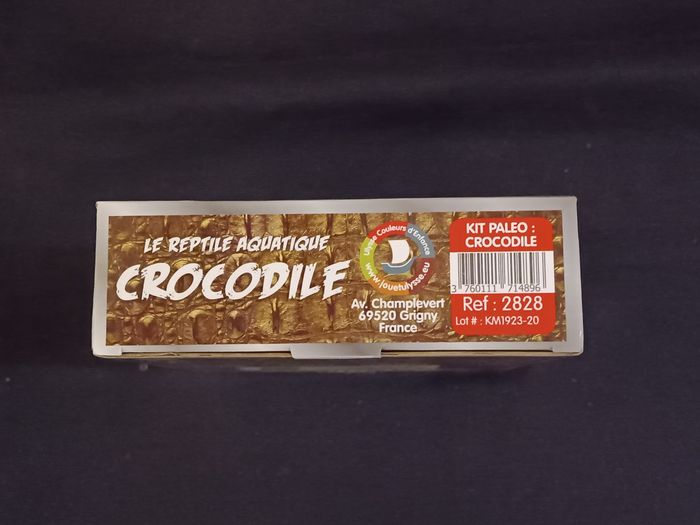 LE REPTILE AQUATIQUE
CROCODILE
Ulysse Couleurs d'Enfance
www.jouetulysse.eu
Av. Champlevert
69520 Grigny
France
KIT PALEO :
CROCODILE
3 760111 714896
Ref : 2828
Lot # : KM1923-20